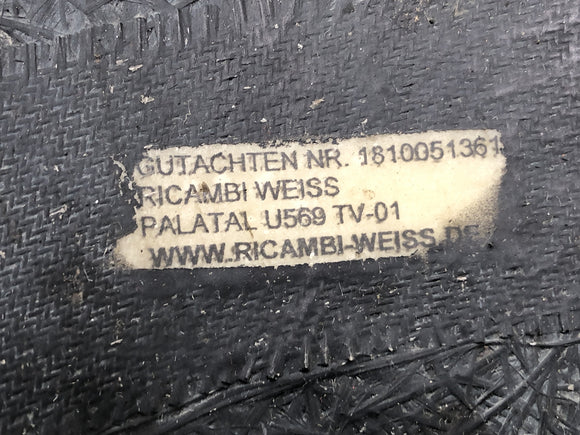 GUTACHTEN NR. 1810051361
RICAMBI WEISS
PALATAL U569 TV-01
WWW.RICAMBI-WEISS.DE